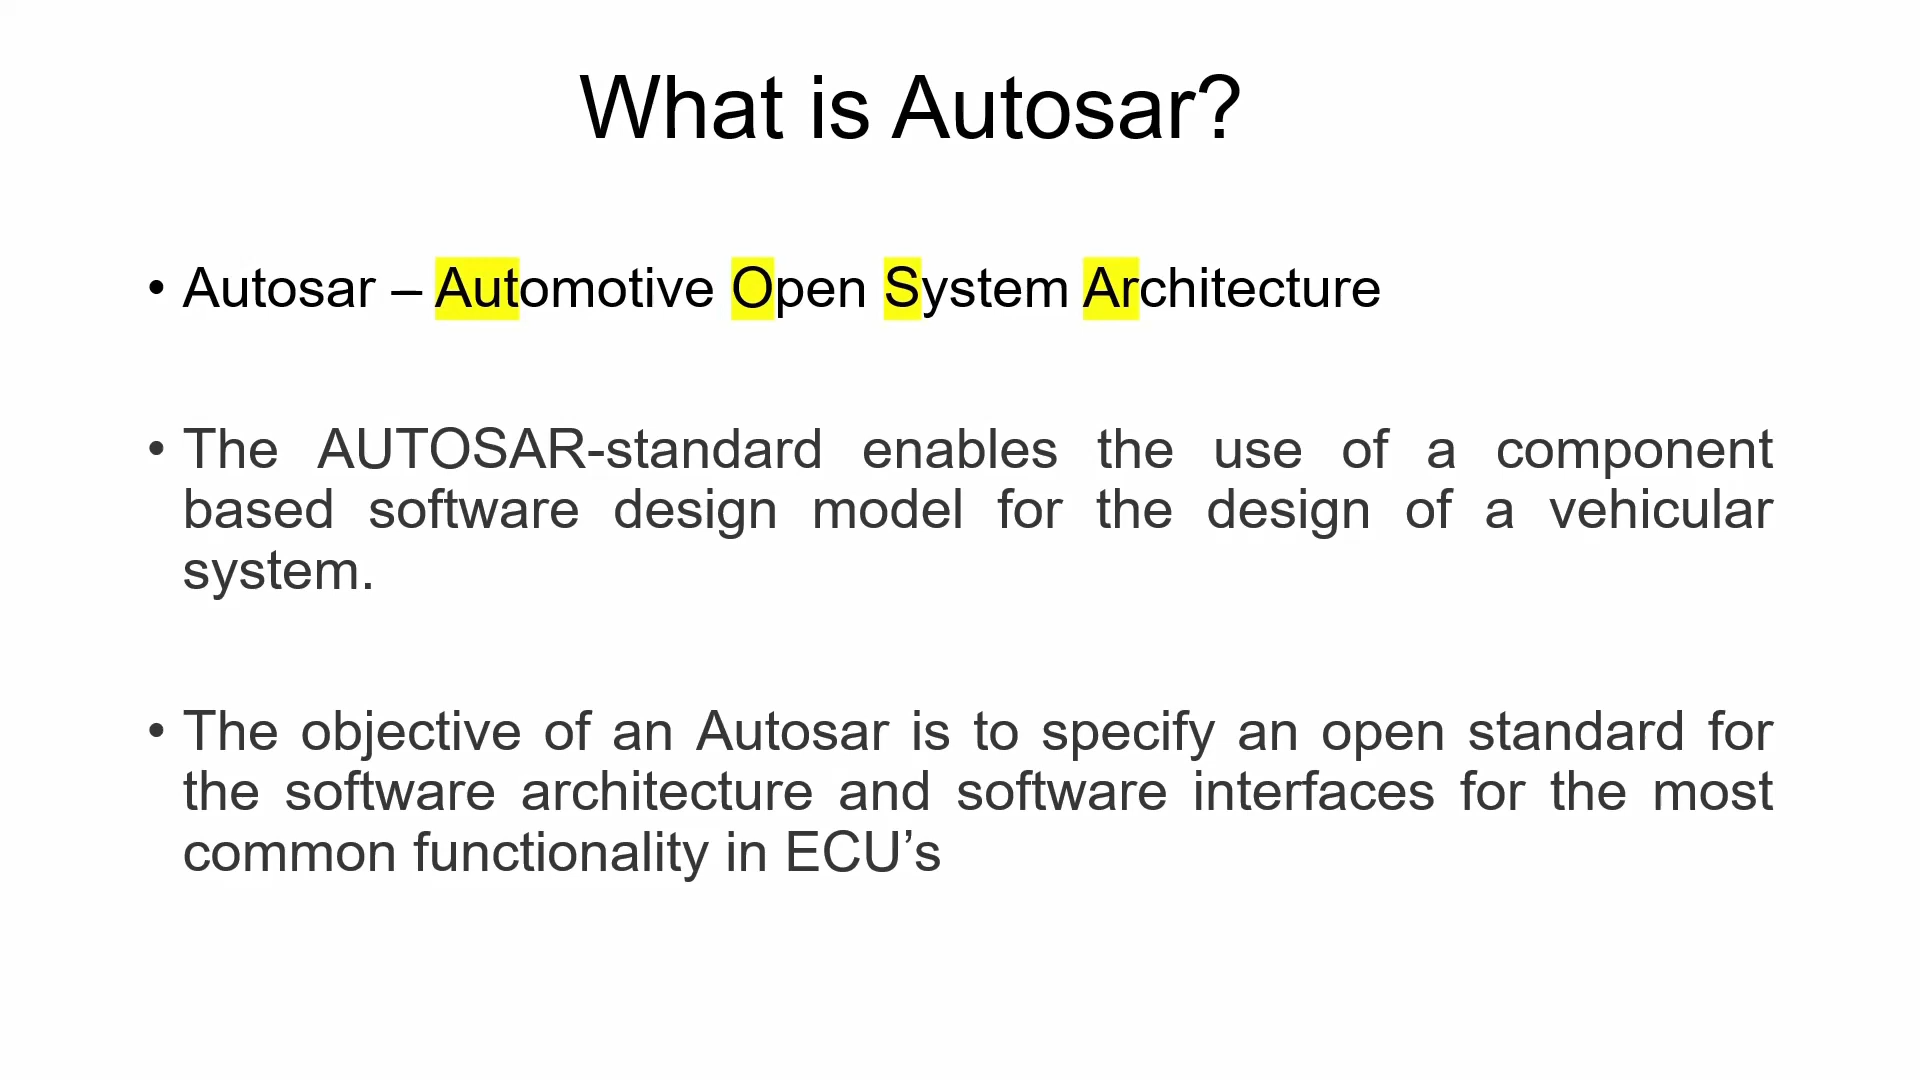 What is Autosar?
• Autosar – Automotive Open System Architecture
• The AUTOSAR-standard enables the use of a component
based software design model for the design of a vehicular
system.
• The objective of an Autosar is to specify an open standard for
the software architecture and software interfaces for the most
common functionality in ECU’s